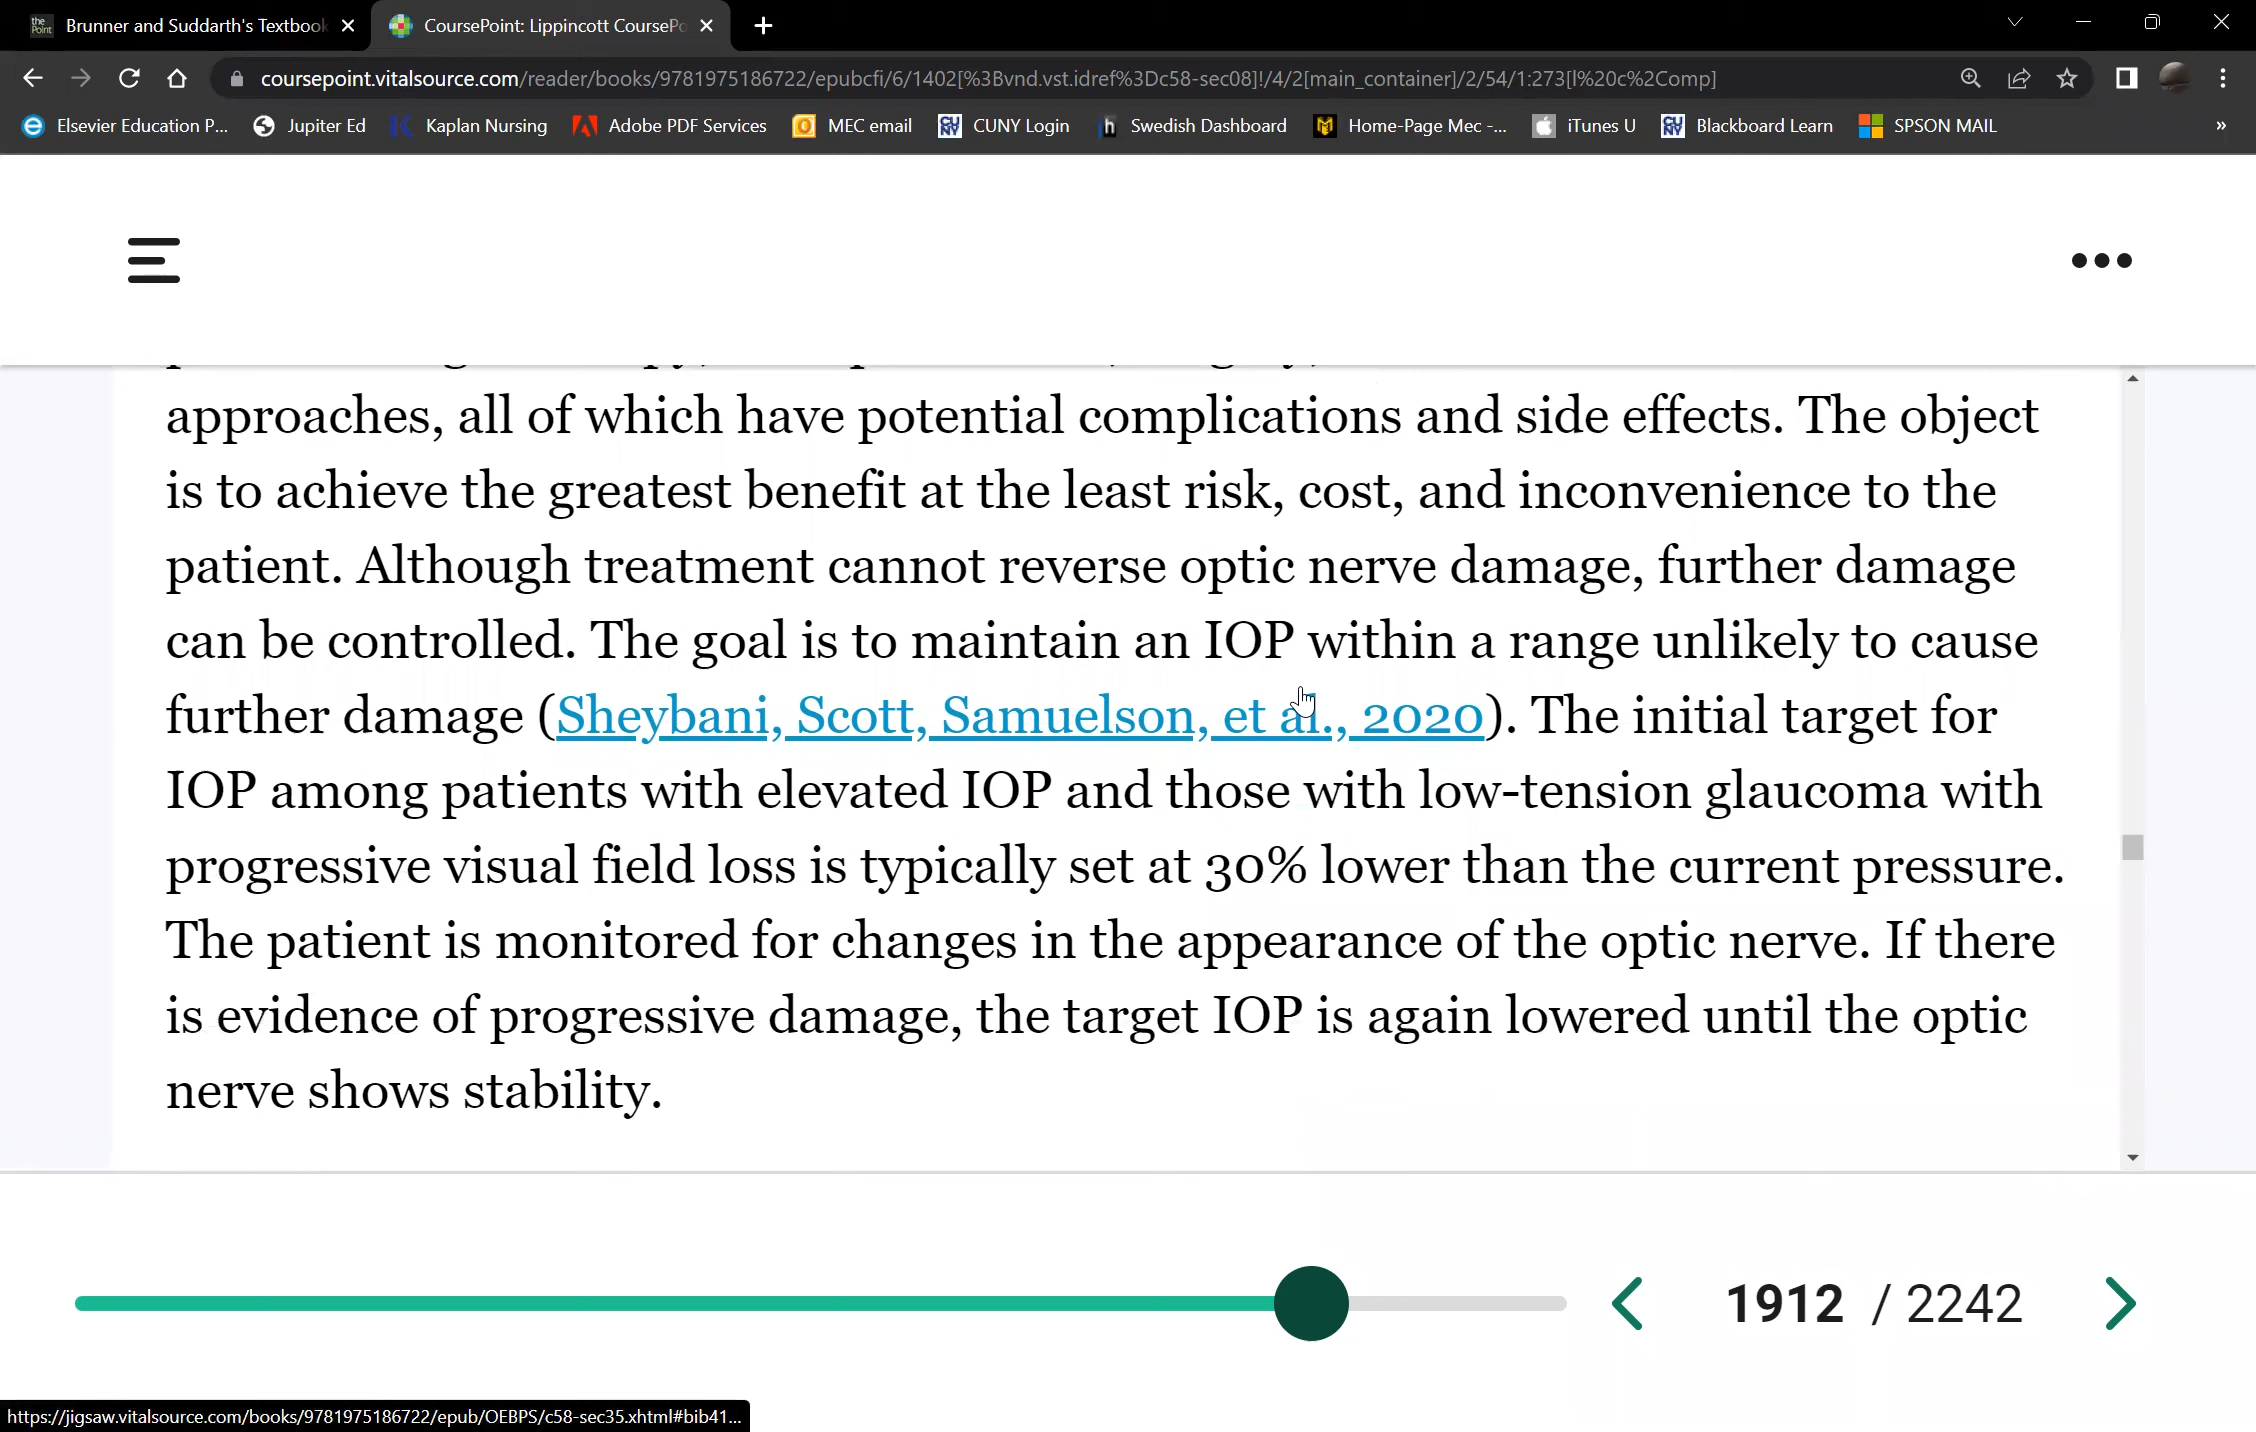 the Point Brunner and Suddarth's Textbook
CoursePoint: Lippincott CoursePo
coursepoint.vitalsource.com/reader/books/9781975186722/epubcfi/6/1402[%3Bvnd.vst.idref%3Dc58-sec08]!/4/2[main_container]/2/54/1:273[l%20c%2Comp]
Elsevier Education P... Jupiter Ed Kaplan Nursing Adobe PDF Services MEC email CUNY Login Swedish Dashboard Home-Page Mec -... iTunes U Blackboard Learn SPSON MAIL »
approaches, all of which have potential complications and side effects. The object
is to achieve the greatest benefit at the least risk, cost, and inconvenience to the
patient. Although treatment cannot reverse optic nerve damage, further damage
can be controlled. The goal is to maintain an IOP within a range unlikely to cause
further damage (Sheybani, Scott, Samuelson, et al., 2020). The initial target for
IOP among patients with elevated IOP and those with low-tension glaucoma with
progressive visual field loss is typically set at 30% lower than the current pressure.
The patient is monitored for changes in the appearance of the optic nerve. If there
is evidence of progressive damage, the target IOP is again lowered until the optic
nerve shows stability.
1912 / 2242
https://jigsaw.vitalsource.com/books/9781975186722/epub/OEBPS/c58-sec35.xhtml#bib41...